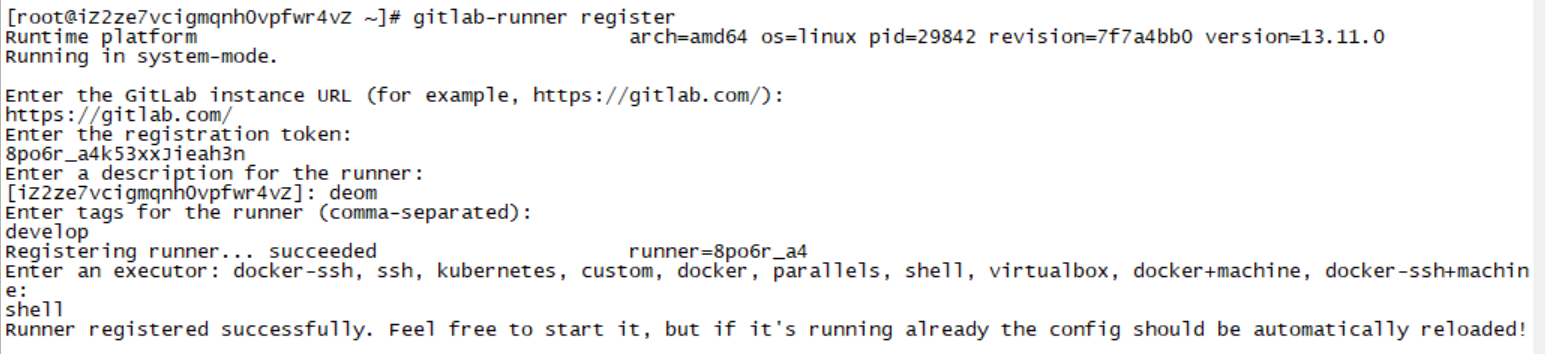 [root@iZ2ze7vcigmqnh0vpfwr4vZ ~]# gitlab-runner register
Runtime platform                                    arch=amd64 os=linux pid=29842 revision=7f7a4bb0 version=13.11.0
Running in system-mode.
Enter the GitLab instance URL (for example, https://gitlab.com/):
https://gitlab.com/
Enter the registration token:
8po6r_a4k53xxJieah3n
Enter a description for the runner:
[iZ2ze7vcigmqnh0vpfwr4vZ]: deom
Enter tags for the runner (comma-separated):
develop
Registering runner... succeeded                     runner=8po6r_a4
Enter an executor: docker-ssh, ssh, kubernetes, custom, docker, parallels, shell, virtualbox, docker+machine, docker-ssh+machin
e:
shell
Runner registered successfully. Feel free to start it, but if it's running already the config should be automatically reloaded!